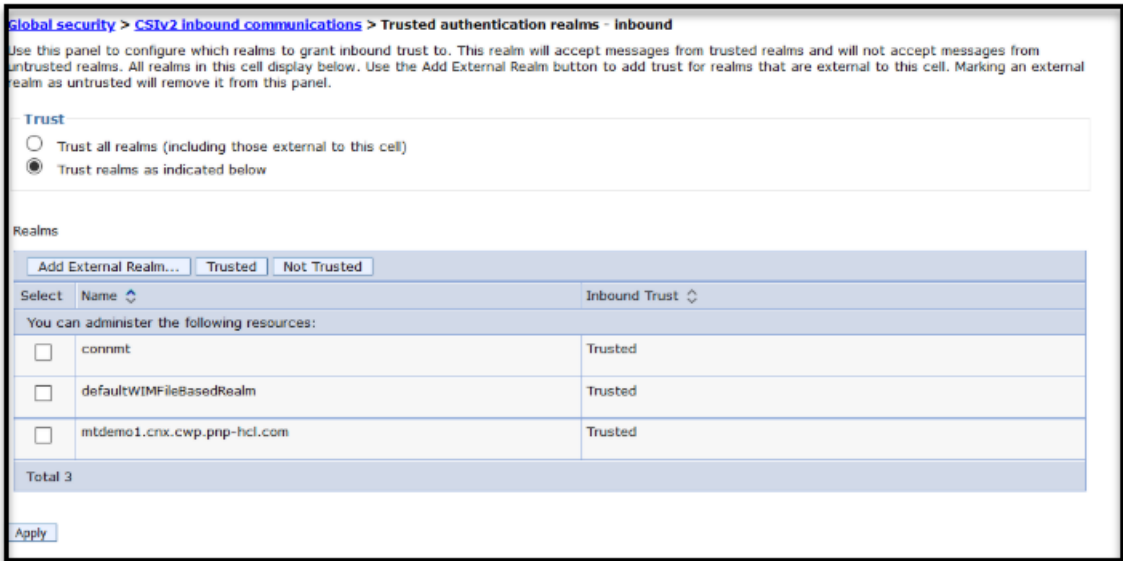 Global security > CSIv2 inbound communications > Trusted authentication realms - inbound
Use this panel to configure which realms to grant inbound trust to. This realm will accept messages from trusted realms and will not accept messages from
untrusted realms. All realms in this cell display below. Use the Add External Realm button to add trust for realms that are external to this cell. Marking an external
realm as untrusted will remove it from this panel.
Trust
Trust all realms (including those external to this cell)
Trust realms as indicated below
Realms
Add External Realm... Trusted Not Trusted
Select Name Inbound Trust
You can administer the following resources:
connmt Trusted
defaultWIMFileBasedRealm Trusted
mtdemo1.cnx.cwp.pnp-hcl.com Trusted
Total 3
Apply